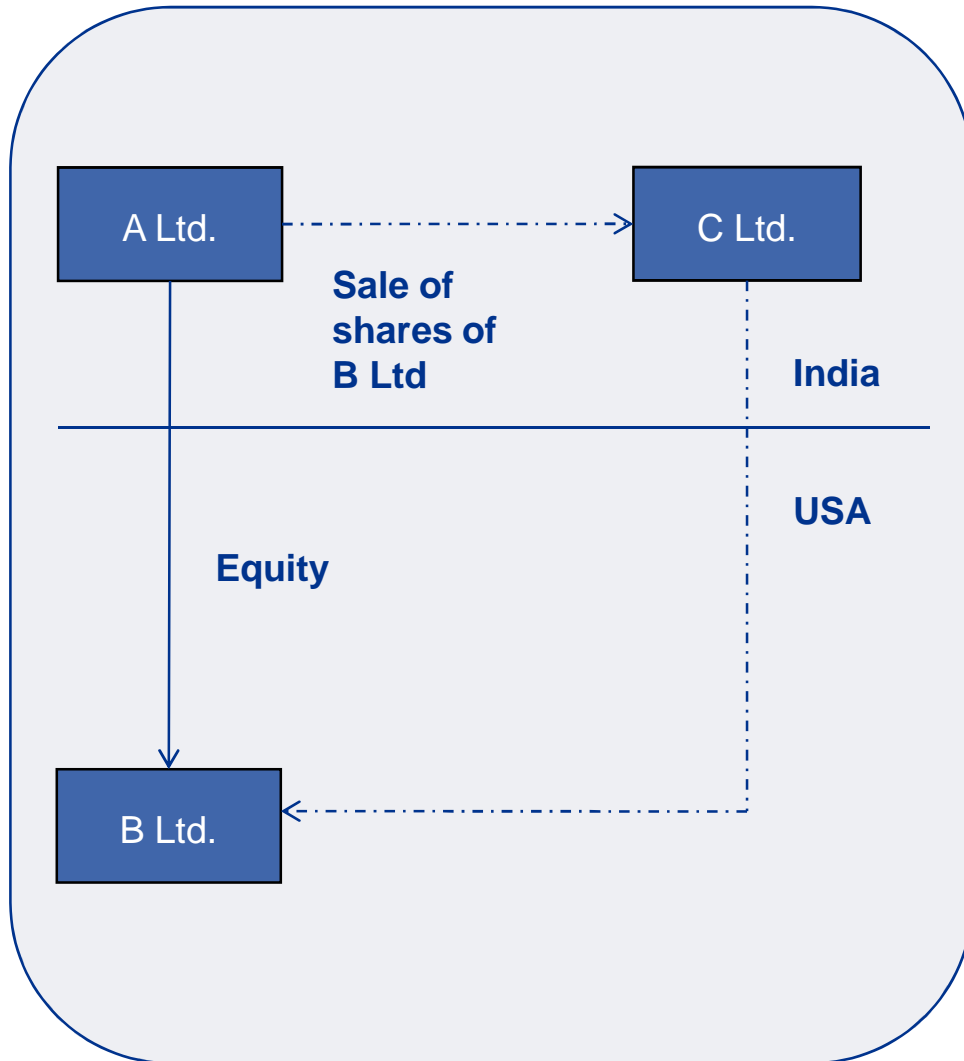 A Ltd.
C Ltd.
Sale of
shares of
B Ltd
India
USA
Equity
B Ltd.